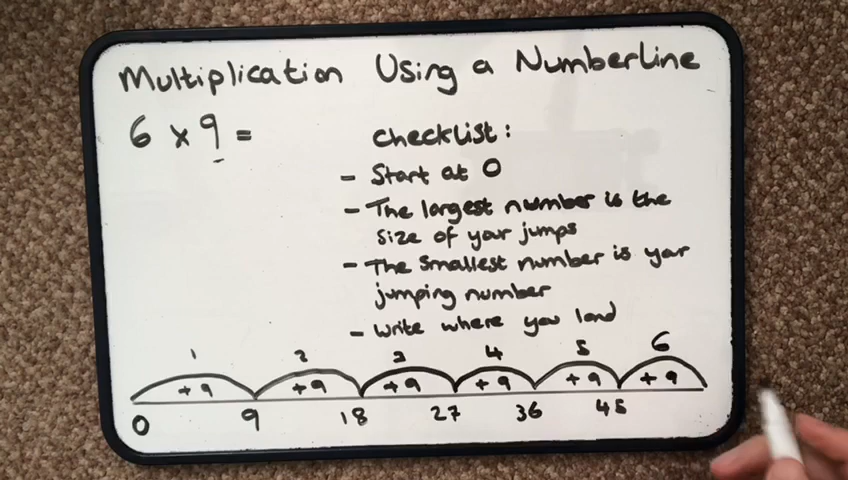 Multiplication Using a Numberline
6 x 9 =
Checklist:
- Start at 0
- The largest number is the
size of your jumps
- The smallest number is your
jumping number
- Write where you land
1 2 3 4 5 6
+9 +9 +9 +9 +9 +9
0 9 18 27 36 45